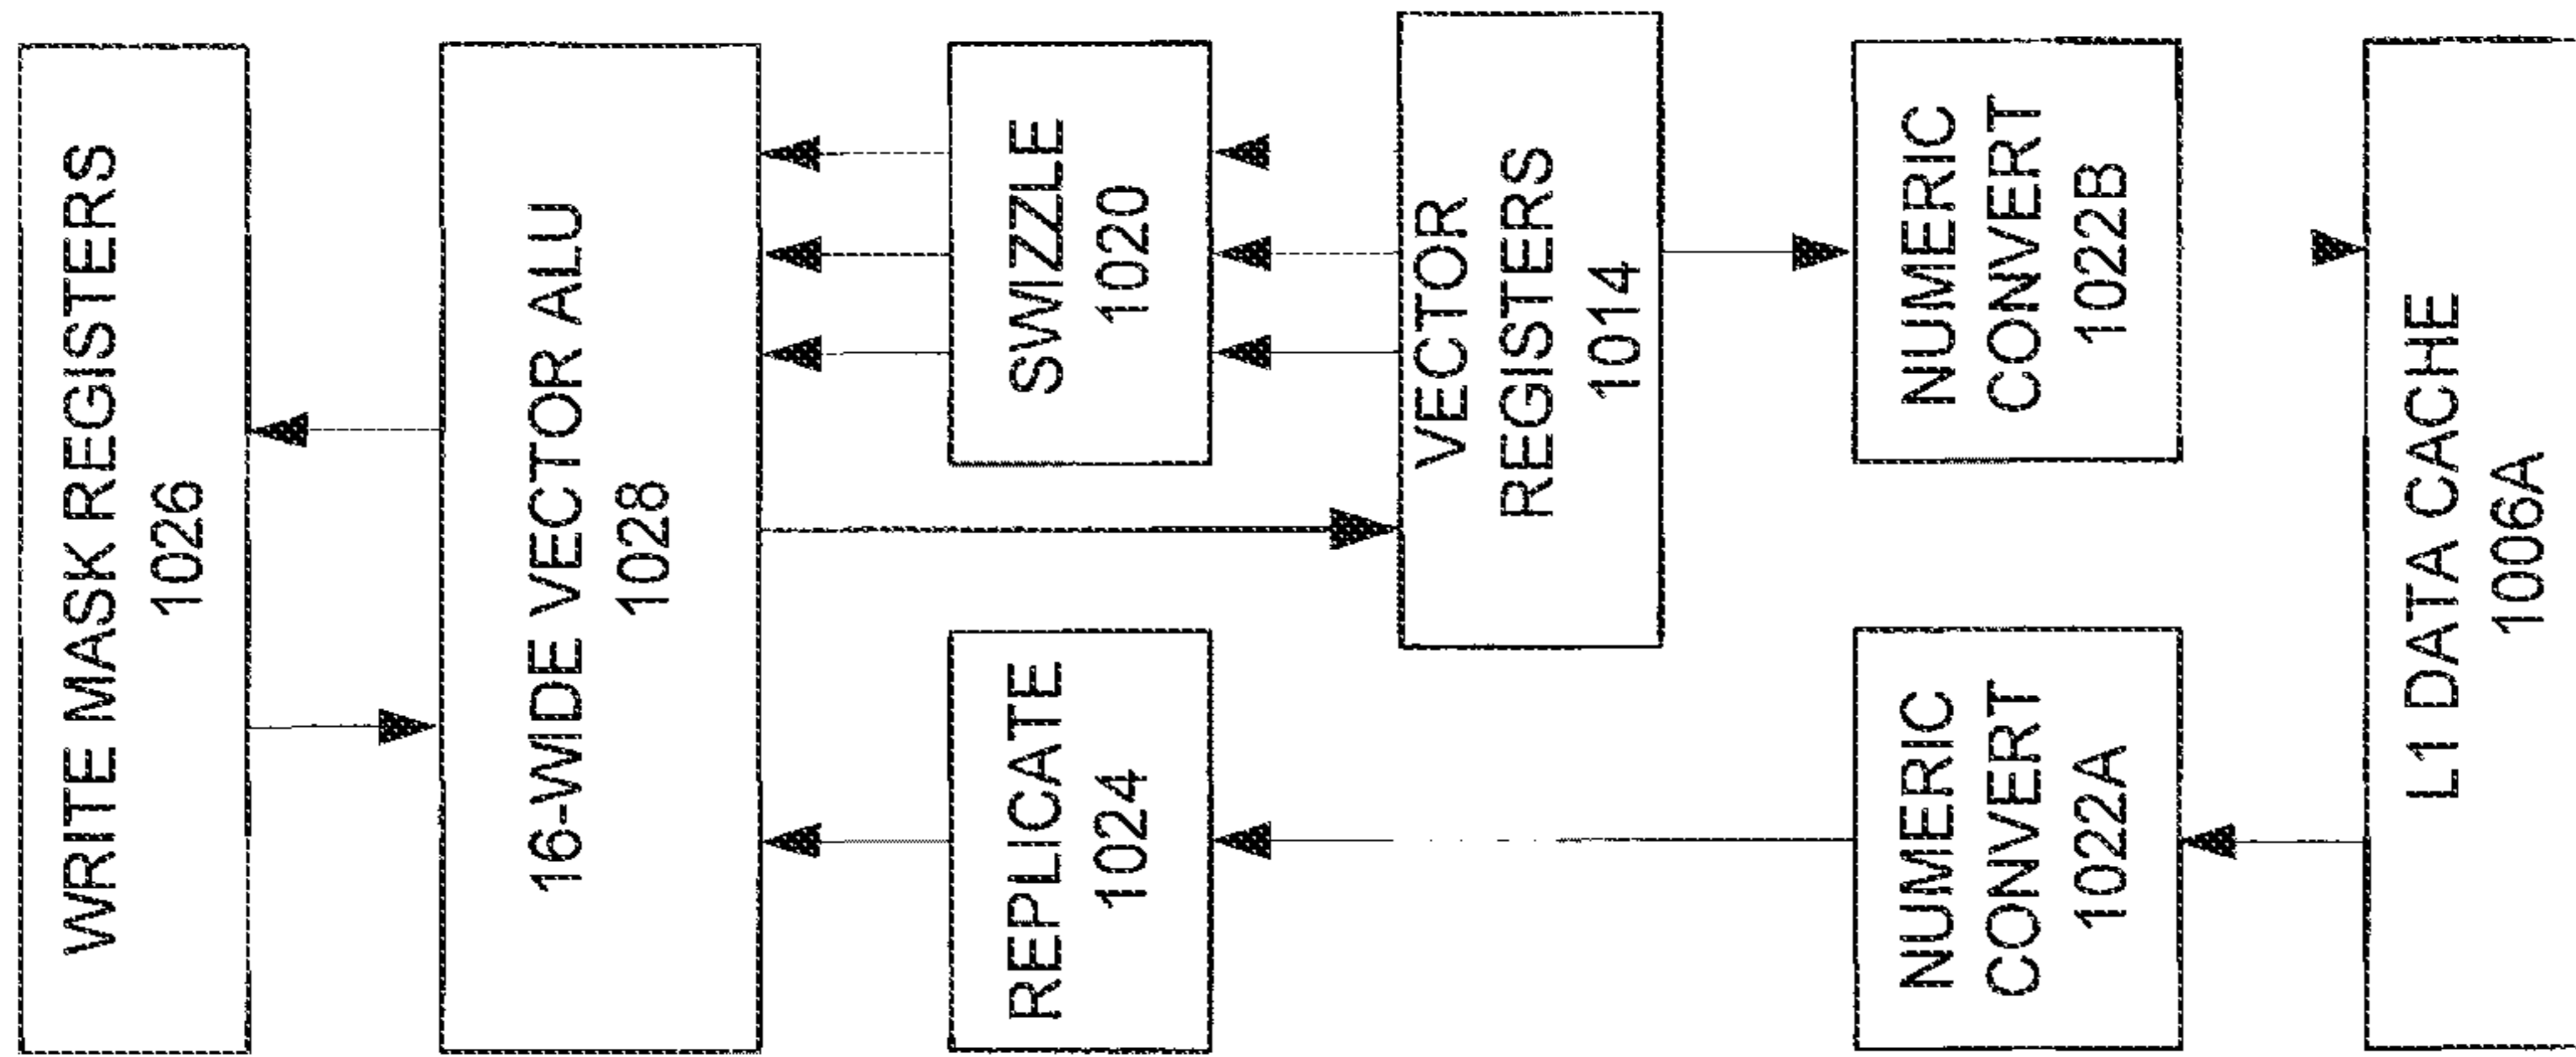 WRITE MASK REGISTERS
1026
16-WIDE VECTOR ALU
1028
REPLICATE
1024
SWIZZLE
1020
VECTOR
REGISTERS
1014
NUMERIC
CONVERT
1022A
NUMERIC
CONVERT
1022B
L1 DATA CACHE
1006A